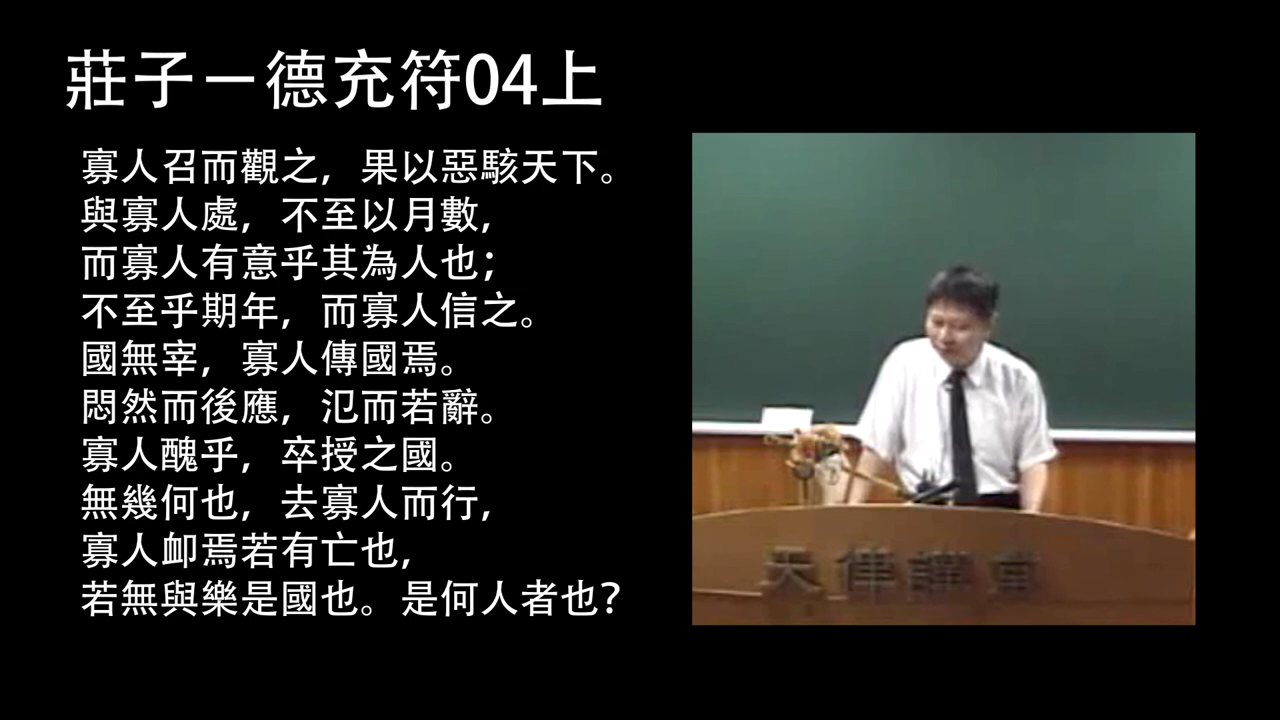 莊子－德充符04上
寡人召而觀之，果以惡駭天下。
與寡人處，不至以月數，
而寡人有意乎其為人也；
不至乎期年，而寡人信之。
國無宰，寡人傳國焉。
悶然而後應，氾而若辭。
寡人醜乎，卒授之國。
無幾何也，去寡人而行，
寡人卹焉若有亡也，
若無與樂是國也。是何人者也？